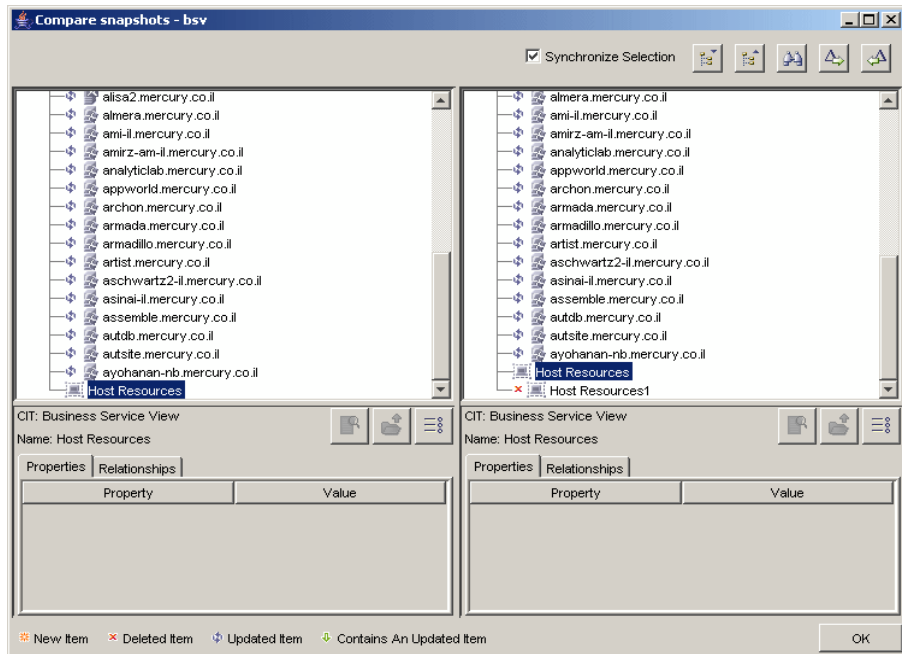 Compare snapshots - bsv
Synchronize Selection
alisa2.mercury.co.il
almera.mercury.co.il
ami-il.mercury.co.il
amirz-am-il.mercury.co.il
analyticlab.mercury.co.il
appworld.mercury.co.il
archon.mercury.co.il
armada.mercury.co.il
armadillo.mercury.co.il
artist.mercury.co.il
aschwartz2-il.mercury.co.il
asinai-il.mercury.co.il
assemble.mercury.co.il
autdb.mercury.co.il
autsite.mercury.co.il
ayohanan-nb.mercury.co.il
Host Resources
CIT: Business Service View
Name: Host Resources
Properties Relationships
Property Value
almera.mercury.co.il
ami-il.mercury.co.il
amirz-am-il.mercury.co.il
analyticlab.mercury.co.il
appworld.mercury.co.il
archon.mercury.co.il
armada.mercury.co.il
armadillo.mercury.co.il
artist.mercury.co.il
aschwartz2-il.mercury.co.il
asinai-il.mercury.co.il
assemble.mercury.co.il
autdb.mercury.co.il
autsite.mercury.co.il
ayohanan-nb.mercury.co.il
Host Resources
Host Resources1
CIT: Business Service View
Name: Host Resources
Properties Relationships
Property Value
New Item Deleted Item Updated Item Contains An Updated Item OK